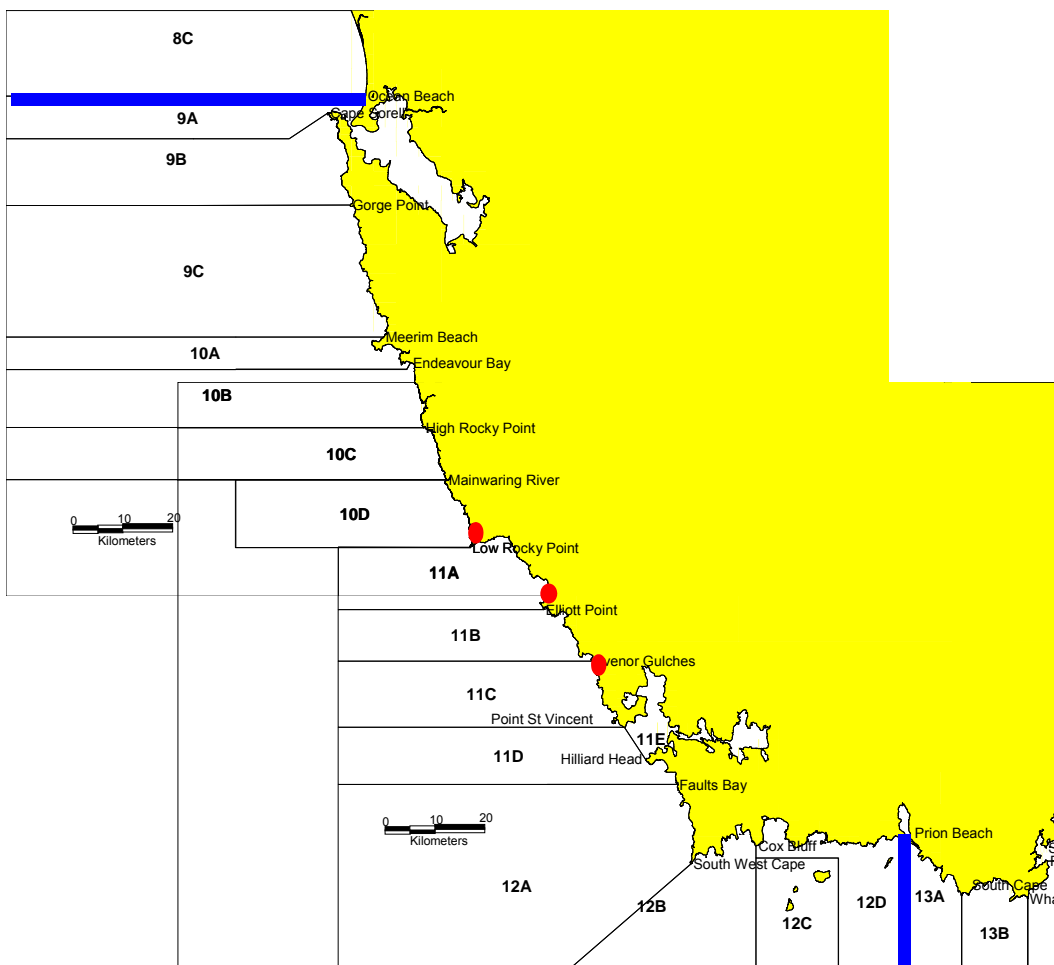 8C
Ocean Beach
9A
Cape Sorell
9B
Gorge Point
9C
Meerim Beach
10A
Endeavour Bay
10B
High Rocky Point
10C
Mainwaring River
0 10 20
Kilometers
10D
Low Rocky Point
11A
Elliott Point
11B
venor Gulches
11C
Point St Vincent
11E
11D
Hilliard Head
Faults Bay
0 10 20
Kilometers
Prion Beach
Cox Bluff
South West Cape
12A
12B
12C
12D
13A
South Cape
Wha
13B